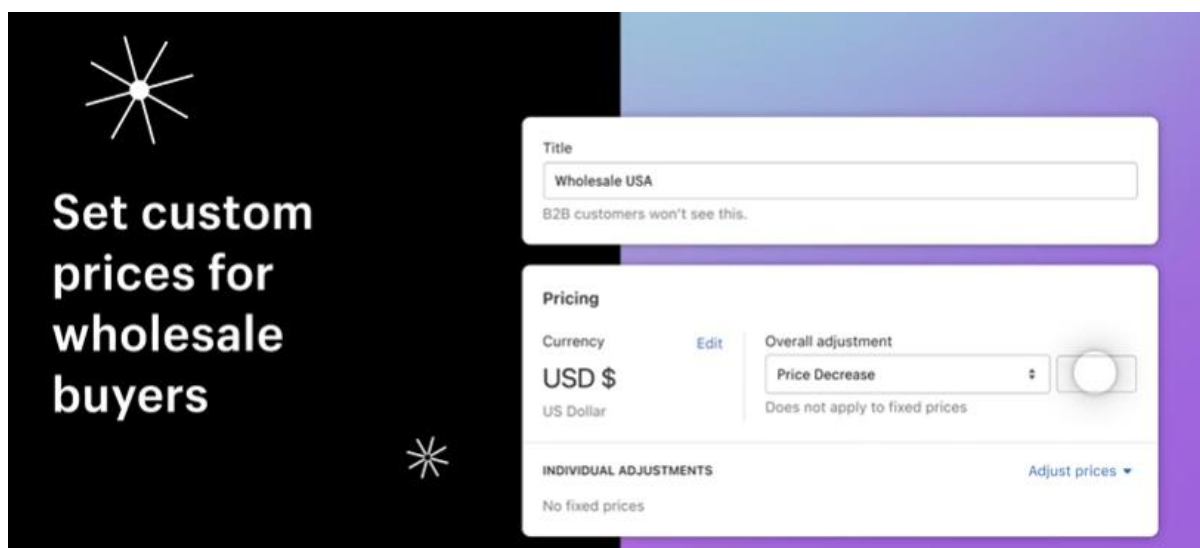 Set custom
prices for
wholesale
buyers
Title
Wholesale USA
B2B customers won't see this.
Pricing
Currency
Edit
USD $
US Dollar
Overall adjustment
Price Decrease
Does not apply to fixed prices
INDIVIDUAL ADJUSTMENTS
Adjust prices
No fixed prices